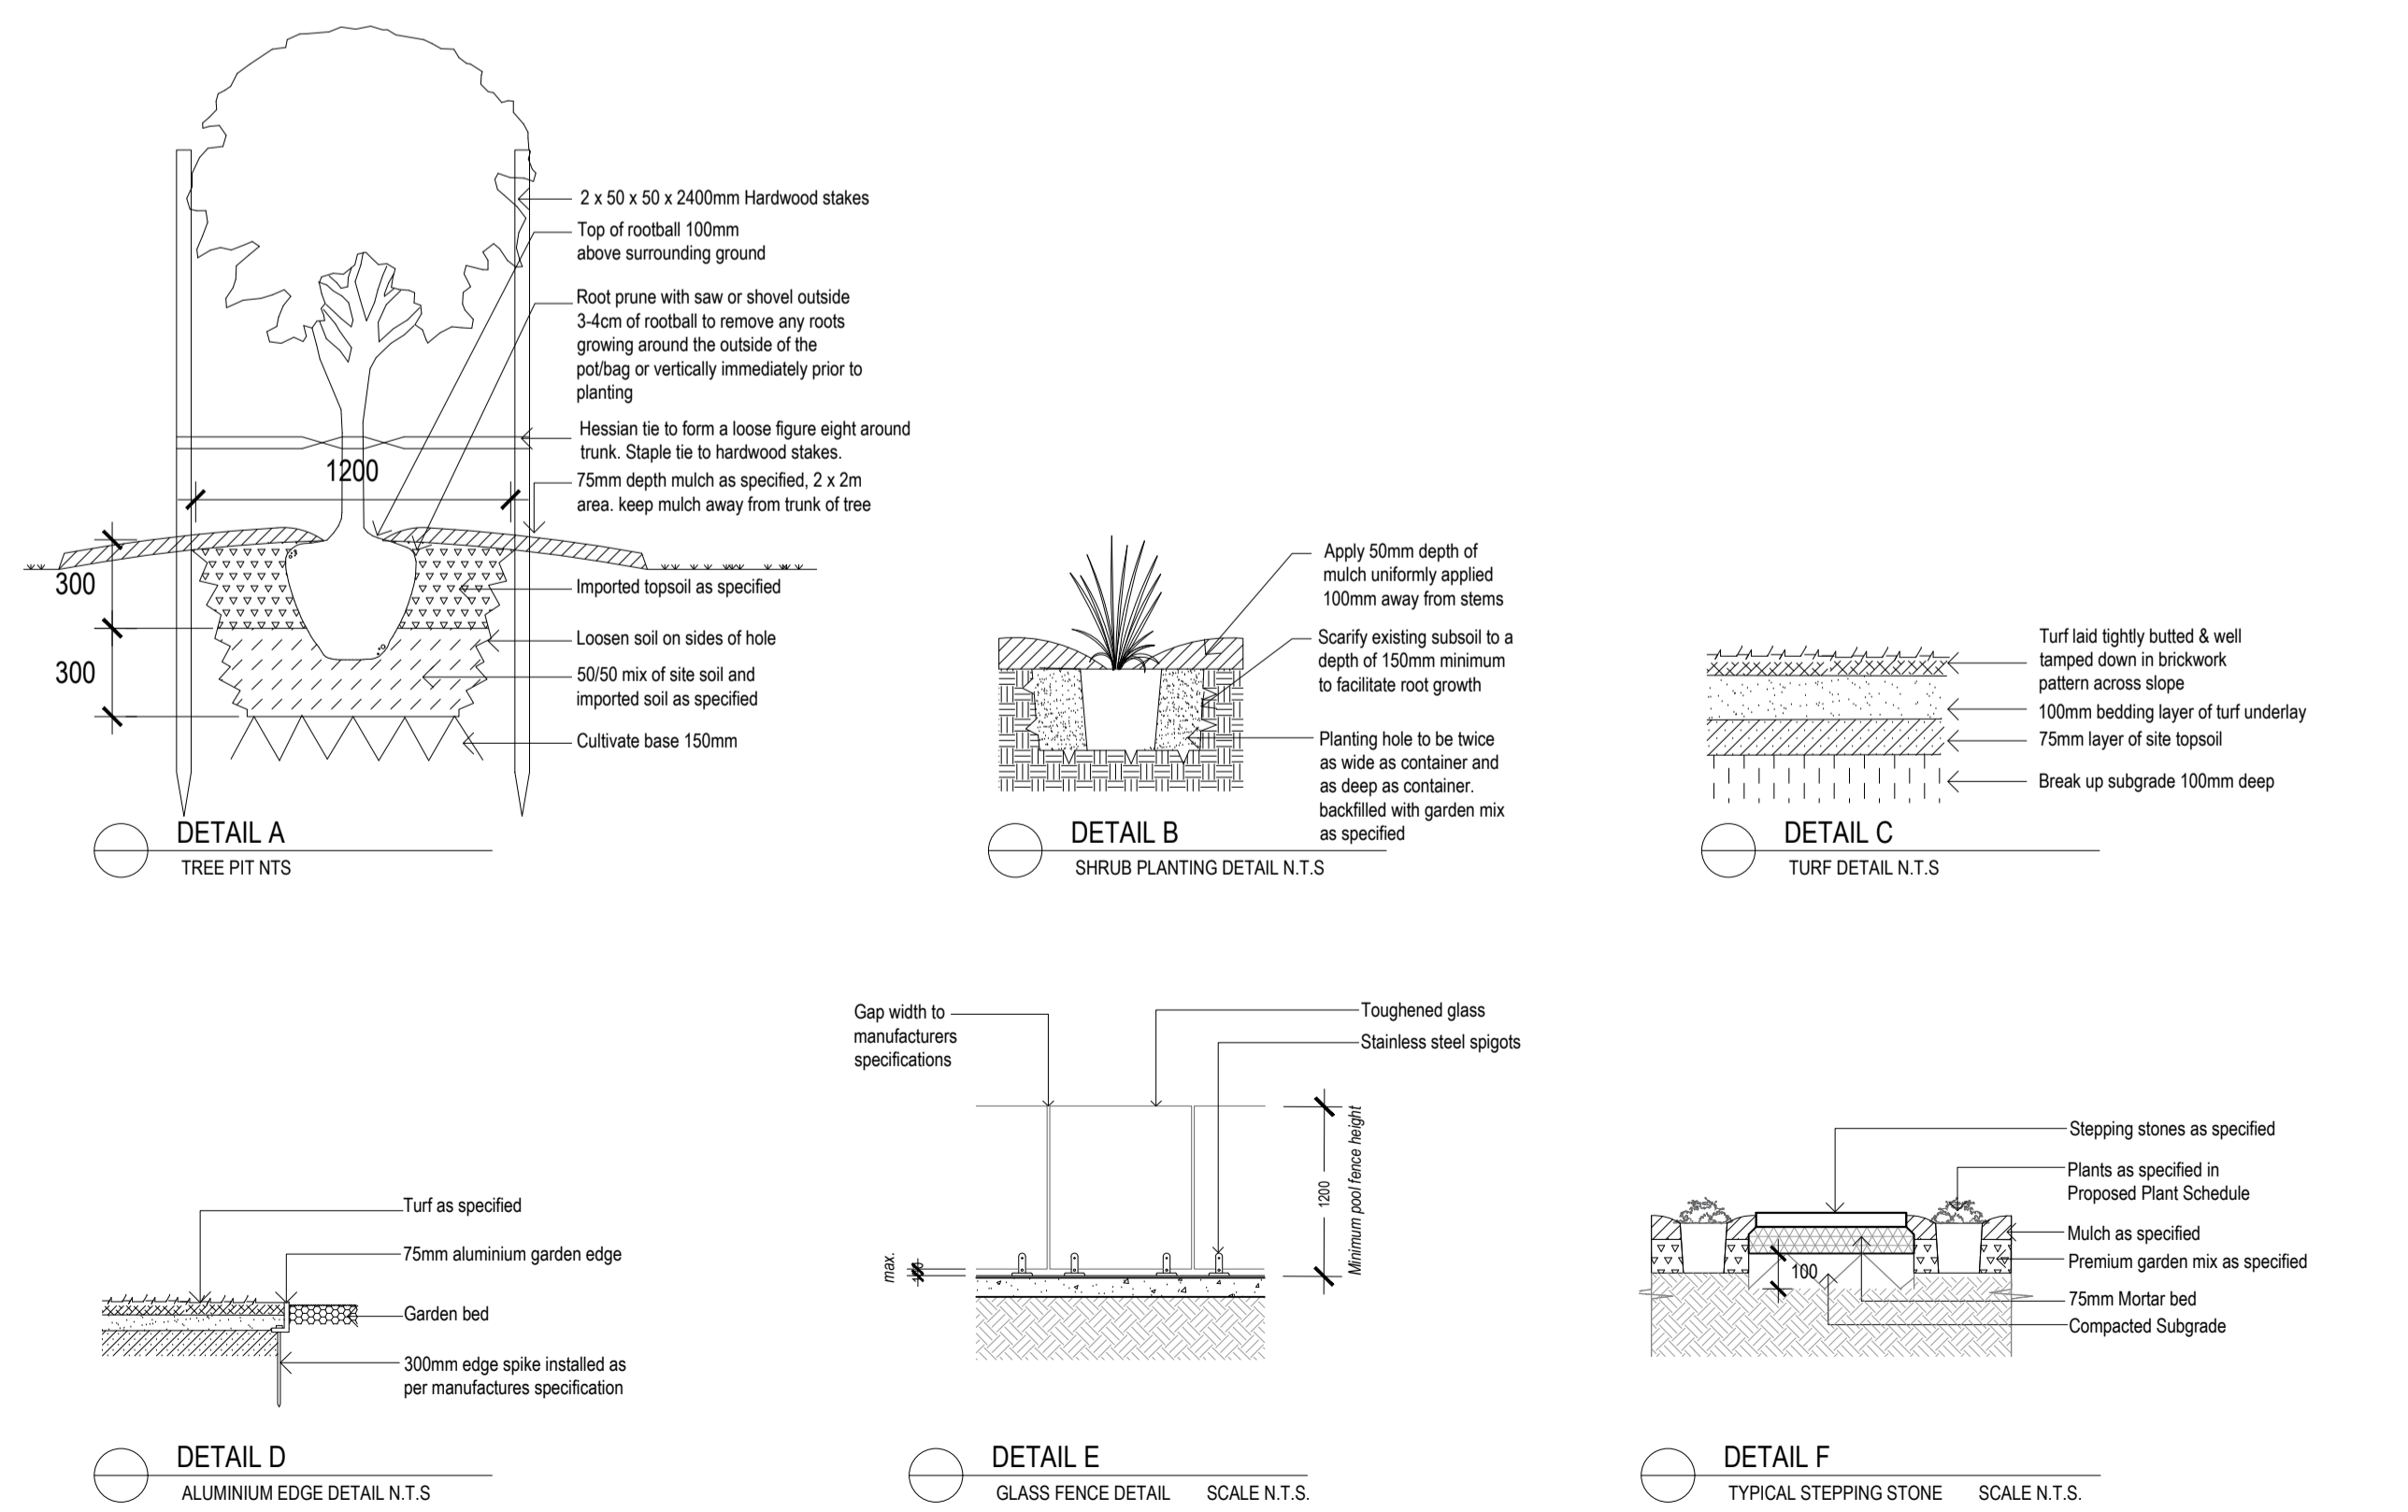 2 x 50 x 50 x 2400mm Hardwood stakes
Top of rootball 100mm
above surrounding ground
Root prune with saw or shovel outside
3-4cm of rootball to remove any roots
growing around the outside of the
pot/bag or vertically immediately prior to
planting
Hessian tie to form a loose figure eight around
trunk. Staple tie to hardwood stakes.
1200
75mm depth mulch as specified, 2 x 2m
area. keep mulch away from trunk of tree
300
Imported topsoil as specified
Loosen soil on sides of hole
300
50/50 mix of site soil and
imported soil as specified
Cultivate base 150mm
DETAIL A
TREE PIT NTS
Apply 50mm depth of
mulch uniformly applied
100mm away from stems
Scarify existing subsoil to a
depth of 150mm minimum
to facilitate root growth
Planting hole to be twice
as wide as container and
as deep as container.
backfilled with garden mix
as specified
DETAIL B
SHRUB PLANTING DETAIL N.T.S
Turf laid tightly butted & well
tamped down in brickwork
pattern across slope
100mm bedding layer of turf underlay
75mm layer of site topsoil
Break up subgrade 100mm deep
DETAIL C
TURF DETAIL N.T.S
Turf as specified
75mm aluminium garden edge
Garden bed
300mm edge spike installed as
per manufactures specification
DETAIL D
ALUMINIUM EDGE DETAIL N.T.S
Gap width to
manufacturers
specifications
Toughened glass
Stainless steel spigots
1200
Minimum pool fence height
max.
DETAIL E
GLASS FENCE DETAIL SCALE N.T.S.
Stepping stones as specified
Plants as specified in
Proposed Plant Schedule
Mulch as specified
Premium garden mix as specified
100
75mm Mortar bed
Compacted Subgrade
DETAIL F
TYPICAL STEPPING STONE SCALE N.T.S.